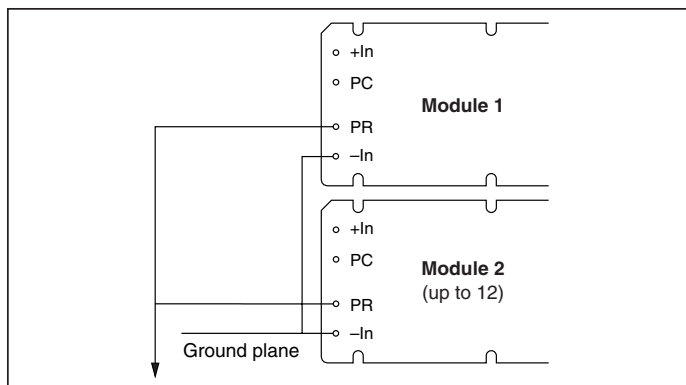 +In
PC
Module 1
PR
–In
+In
PC
Module 2
(up to 12)
PR
–In
Ground plane